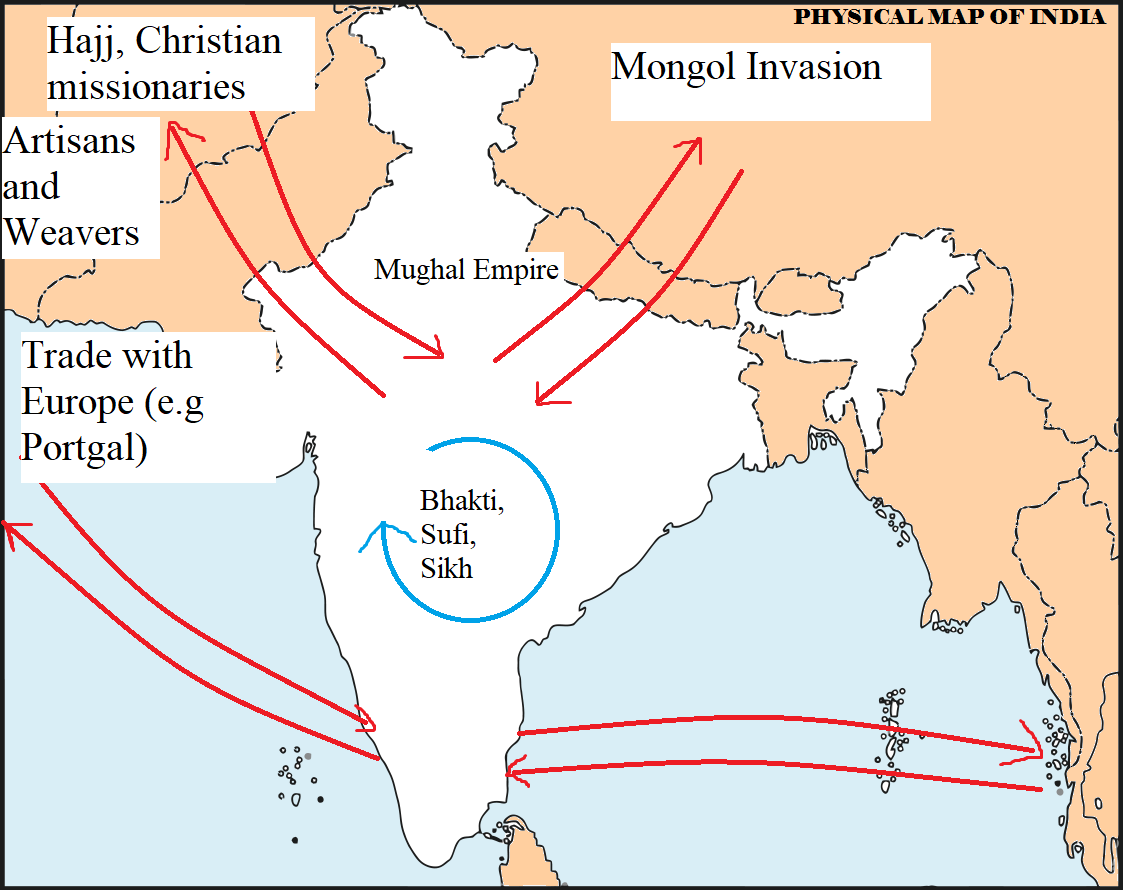 PHYSICAL MAP OF INDIA
Hajj, Christian
missionaries
Mongol Invasion
Artisans
and
Weavers
Mughal Empire
Trade with
Europe (e.g
Portgal)
Bhakti,
Sufi,
Sikh